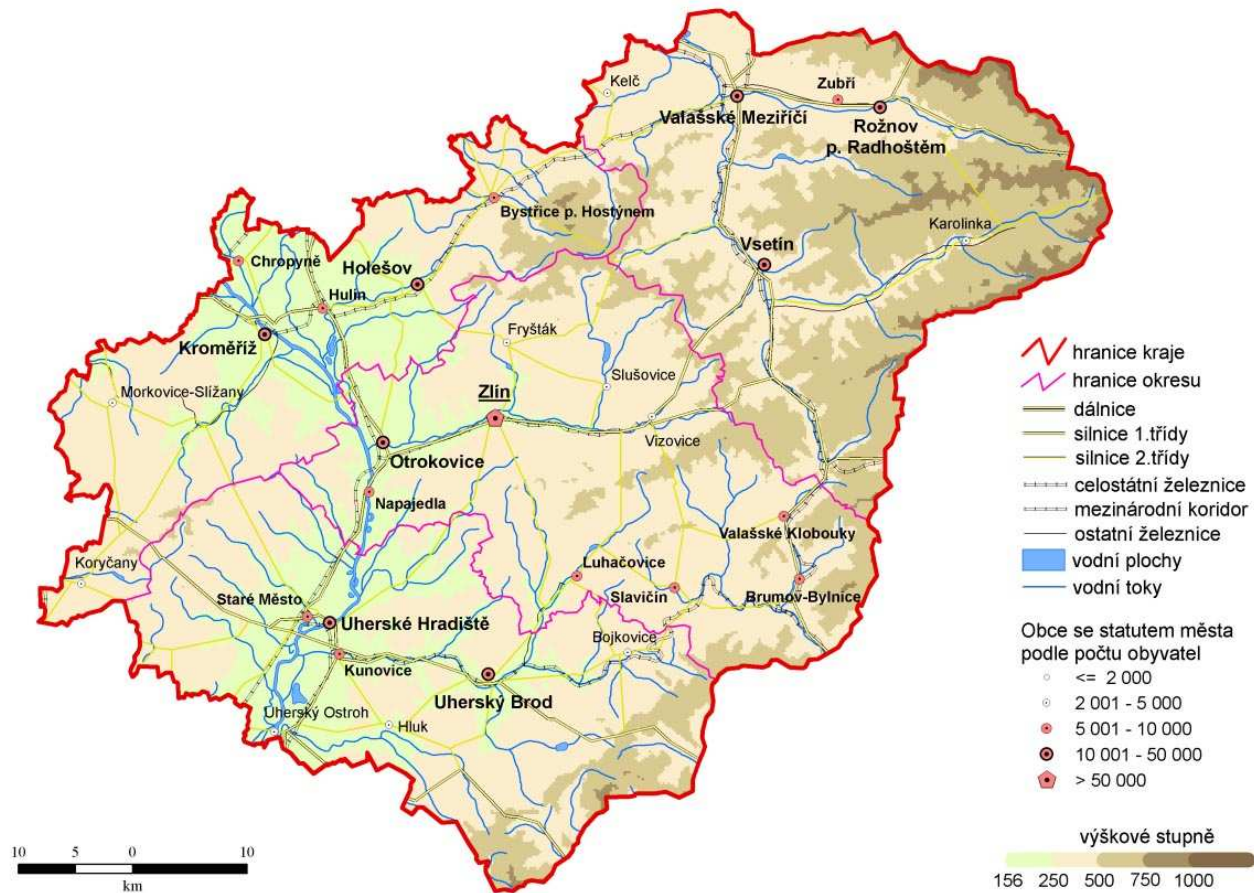 Kelč
Zubří
Valašské Meziříčí
Rožnov
p. Radhoštěm
Bystřice p. Hostýnem
Karolinka
Vsetín
Chropyně
Holešov
Hulín
Fryšták
Kroměříž
Slušovice
Morkovice-Slížany
Zlín
Vizovice
Otrokovice
Napajedla
Valašské Klobouky
Koryčany
Luhačovice
Slavičín
Brumov-Bylnice
Staré Město
Uherské Hradiště
Bojkovice
Kunovice
Uherský Brod
Uherský Ostroh
Hluk
hranice kraje
hranice okresu
dálnice
silnice 1.třídy
silnice 2.třídy
celostátní železnice
mezinárodní koridor
ostatní železnice
vodní plochy
vodní toky
Obce se statutem města
podle počtu obyvatel
<= 2 000
2 001 - 5 000
5 001 - 10 000
10 001 - 50 000
> 50 000
výškové stupně
156 250 500 750 1000
10 5 0 10
km